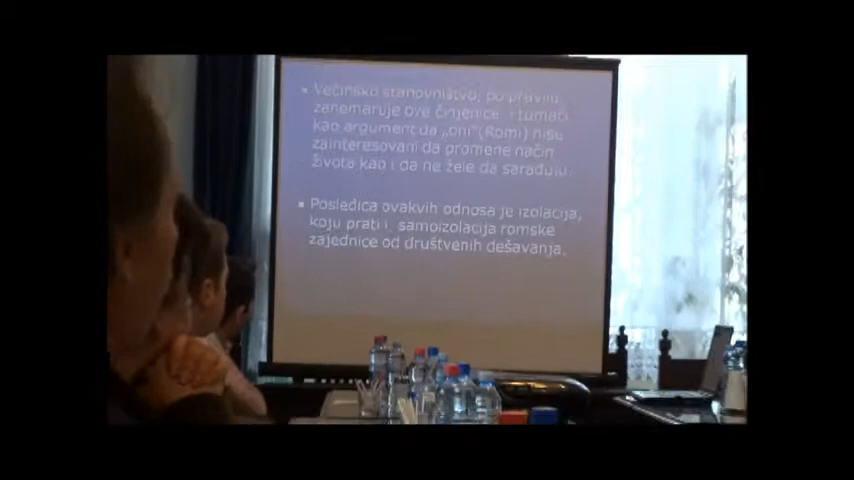 Većinsko stanovništvo, po pravilu,
zanemaruje ove činjenice i tumači
kao argument da „oni“(Romi) nisu
zainteresovani da promene način
života kao i da ne žele da sarađuju.
Posledica ovakvih odnosa je izolacija,
koju prati i samoizolacija romske
zajednice od društvenih dešavanja.